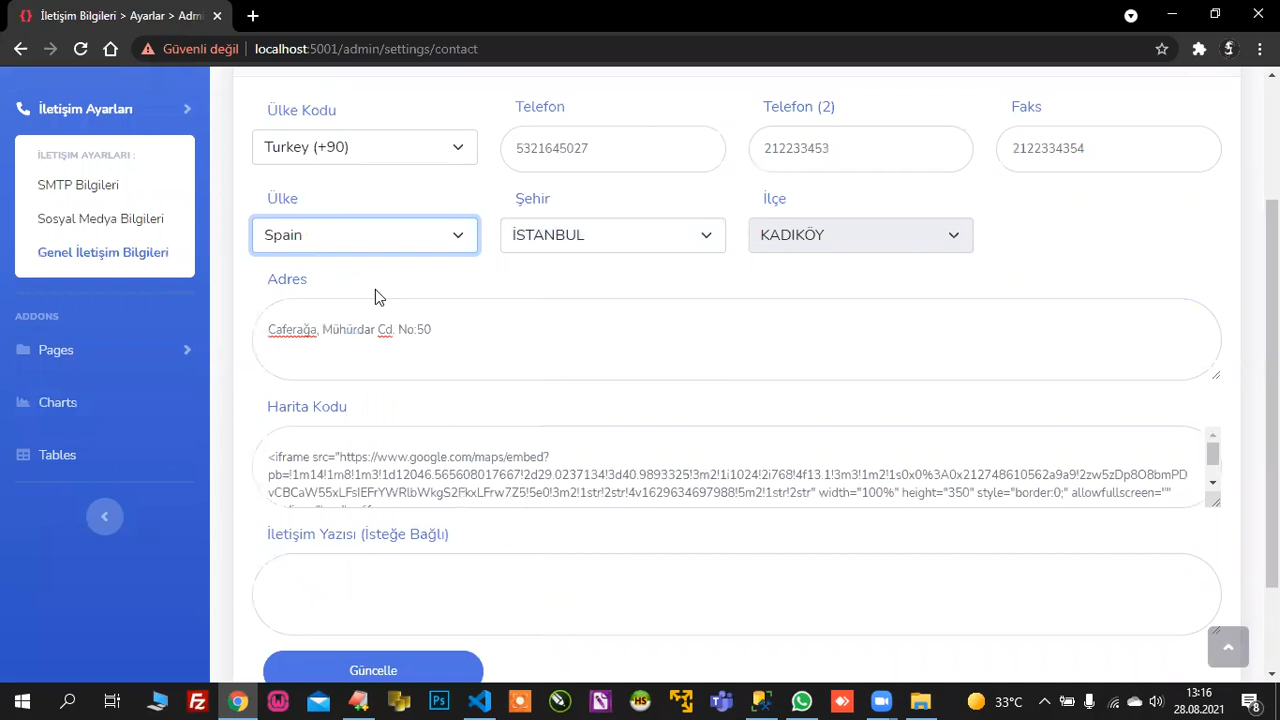 İletişim Bilgileri > Ayarlar > Admi
Güvenli değil
localhost:5001/admin/settings/contact
İletişim Ayarları
İLETIŞIM AYARLARI :
SMTP Bilgileri
Sosyal Medya Bilgileri
Genel İletişim Bilgileri
ADDONS
Pages
Charts
Tables
Ülke Kodu
Telefon
Telefon (2)
Faks
Turkey (+90)
5321645027
212233453
2122334354
Ülke
Şehir
İlçe
Spain
İSTANBUL
KADIKÖY
Adres
Caferağa, Mühürdar Cd. No:50
Harita Kodu
<iframe src="https://www.google.com/maps/embed?
pb=!1m14!1m8!1m3!1d12046.565608017667!2d29.0237134!3d40.9893325!3m2!1i1024!2i768!4f13.1!3m3!1m2!1s0x0%3A0x212748610562a9a9!2zw5zDp8O8bmPD
vCBCaW55xLFsIEFrYWRlbWkgS2FkxLFrw7Z5!5e0!3m2!1str!2str!4v1629634697988!5m2!1str!2str" width="100%" height="350" style="border:0;" allowfullscreen=""
İletişim Yazısı (İsteğe Bağlı)
Güncelle
33°C
13:16
28.08.2021
8